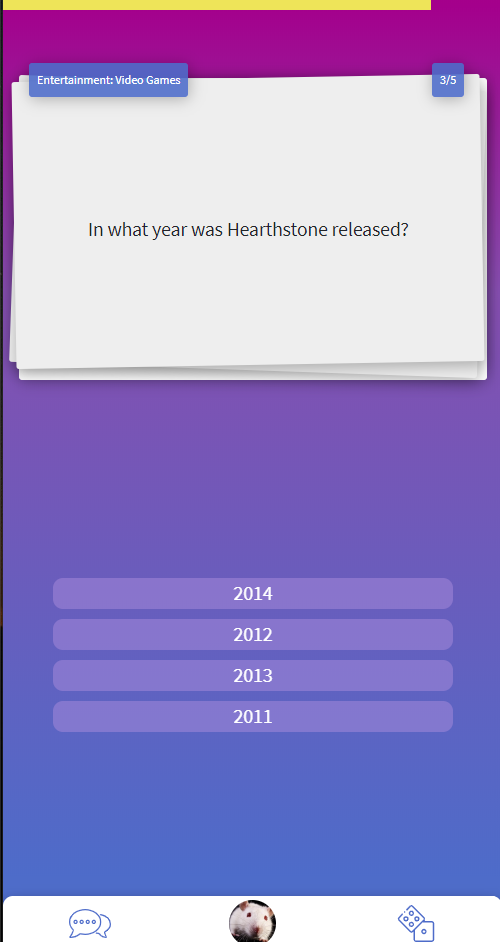 Entertainment: Video Games
3/5
In what year was Hearthstone released?
2014
2012
2013
2011